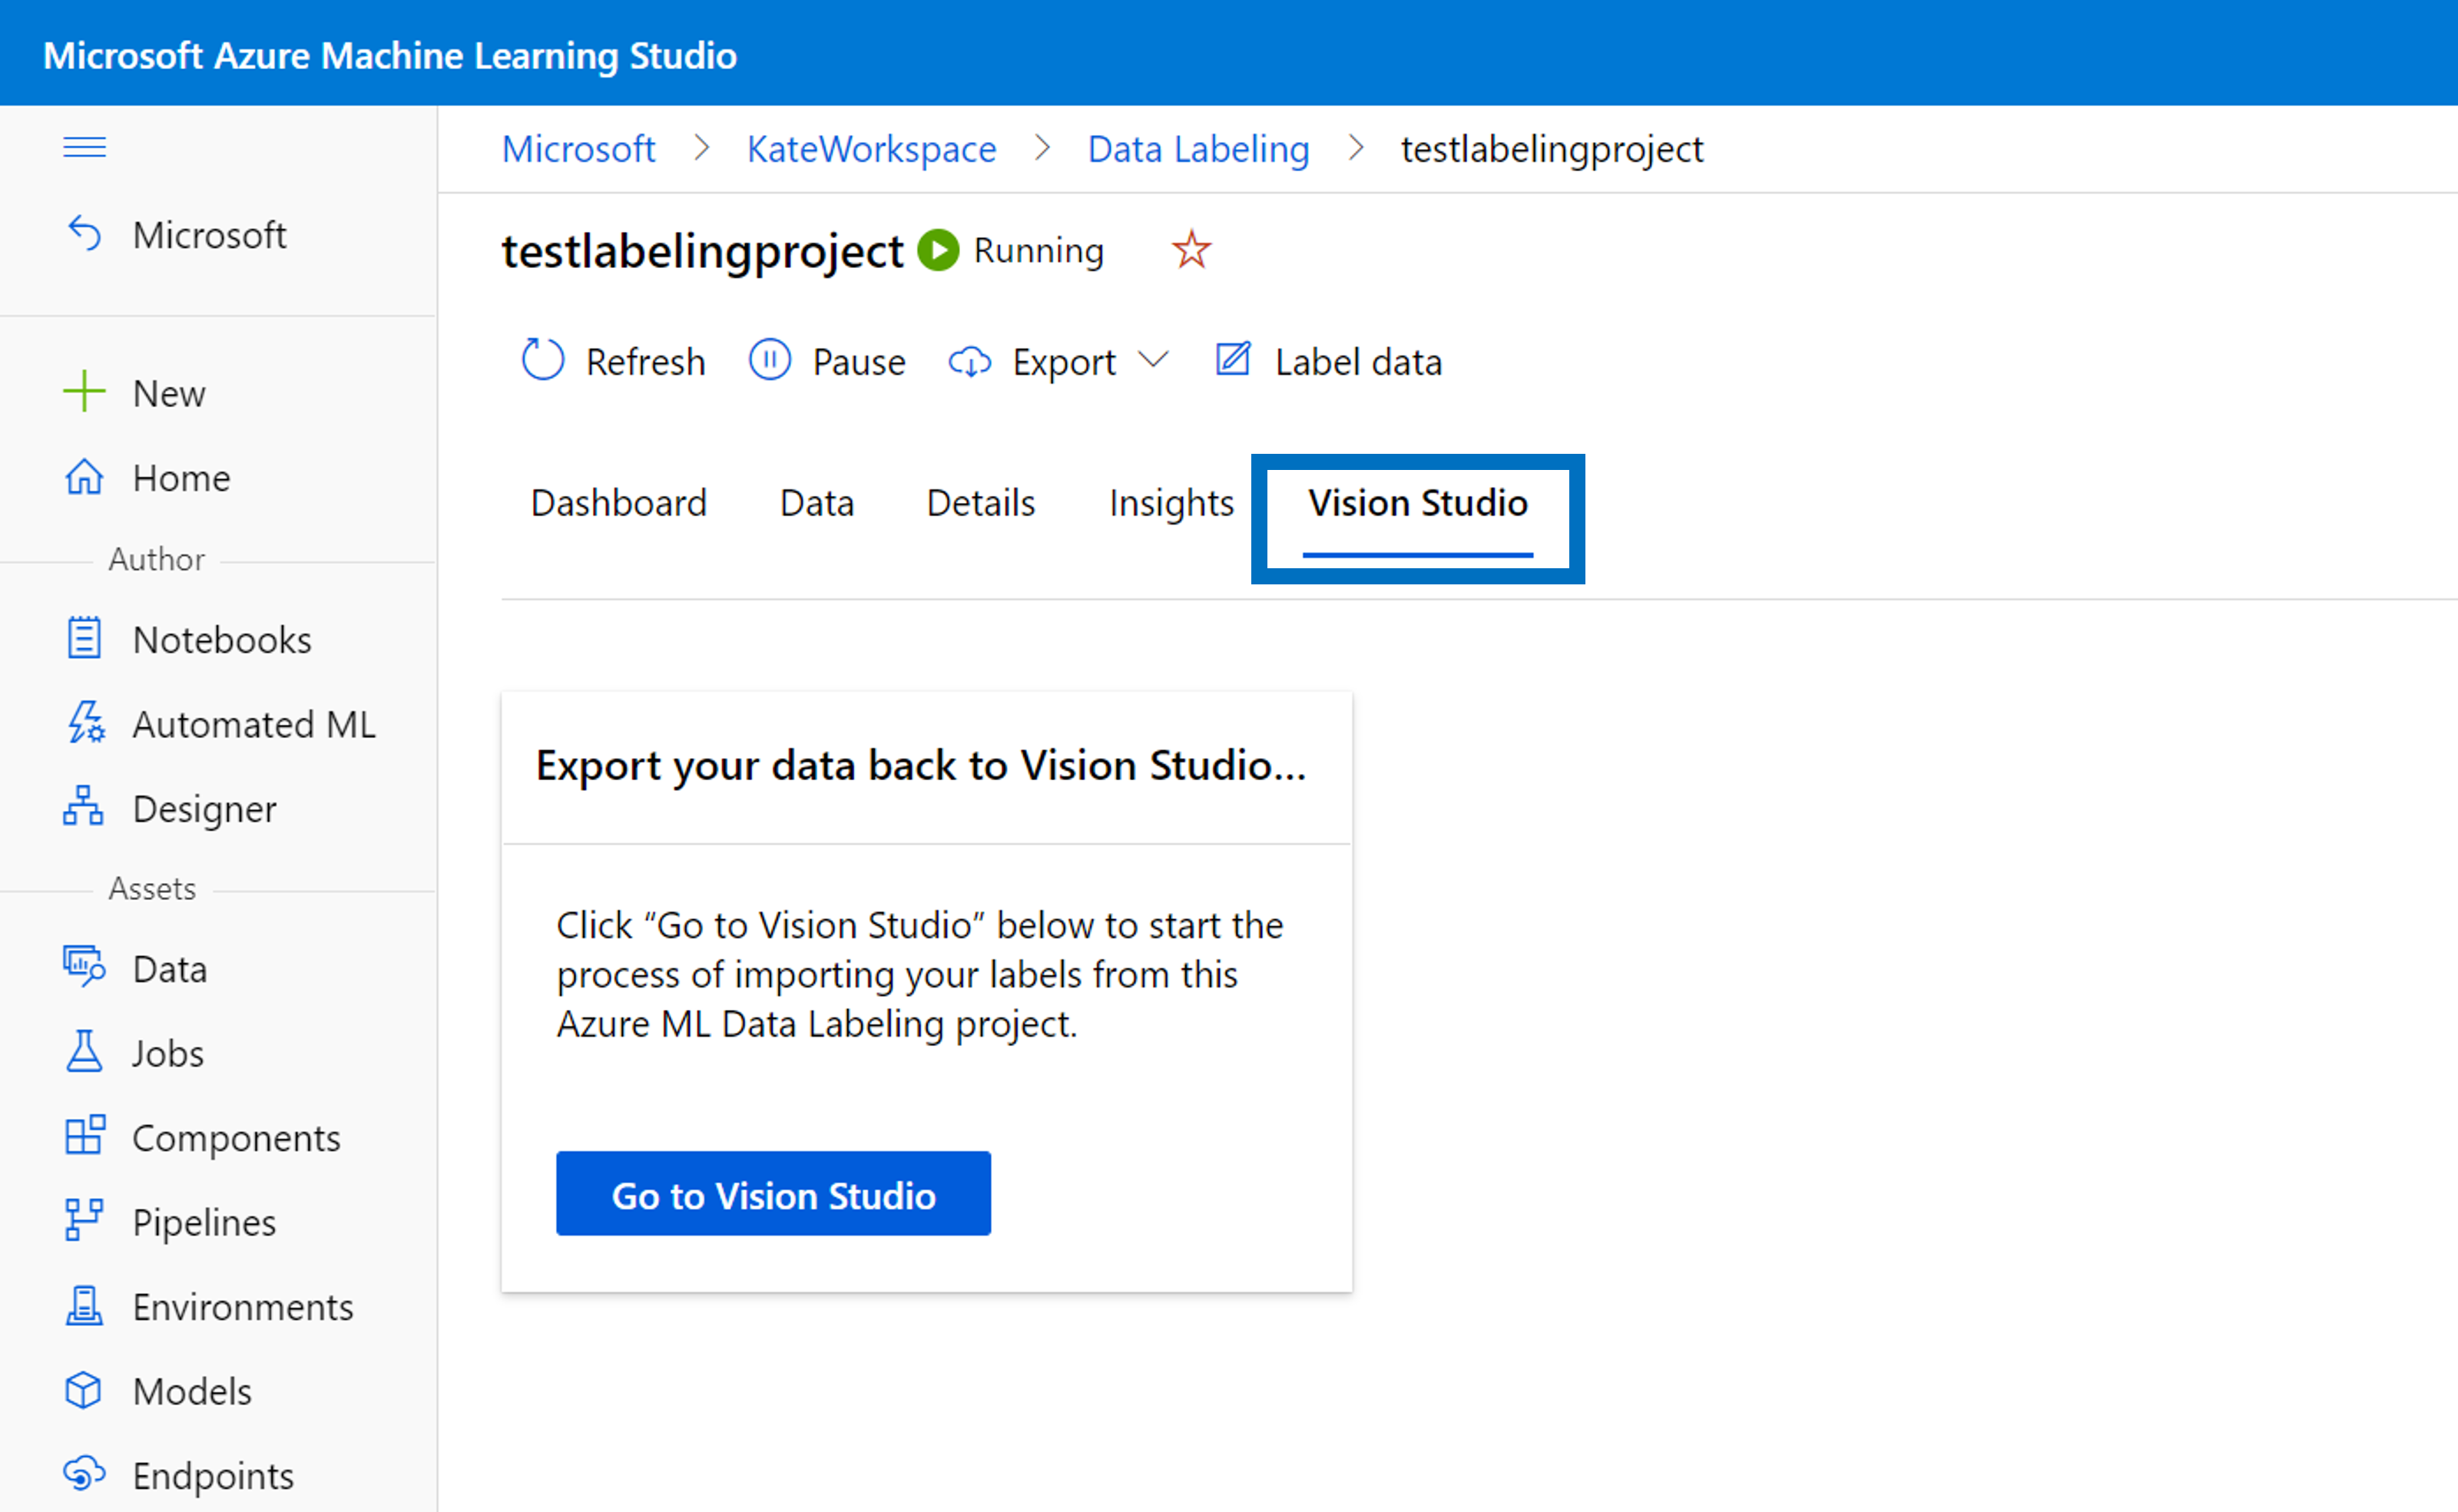 Microsoft Azure Machine Learning Studio
Microsoft
New
Home
Author
Notebooks
Automated ML
Designer
Assets
Data
Jobs
Components
Pipelines
Environments
Models
Endpoints
Microsoft > KateWorkspace > Data Labeling > testlabelingproject
testlabelingproject Running
Refresh Pause Export Label data
Dashboard Data Details Insights Vision Studio
Export your data back to Vision Studio...
Click “Go to Vision Studio” below to start the
process of importing your labels from this
Azure ML Data Labeling project.
Go to Vision Studio